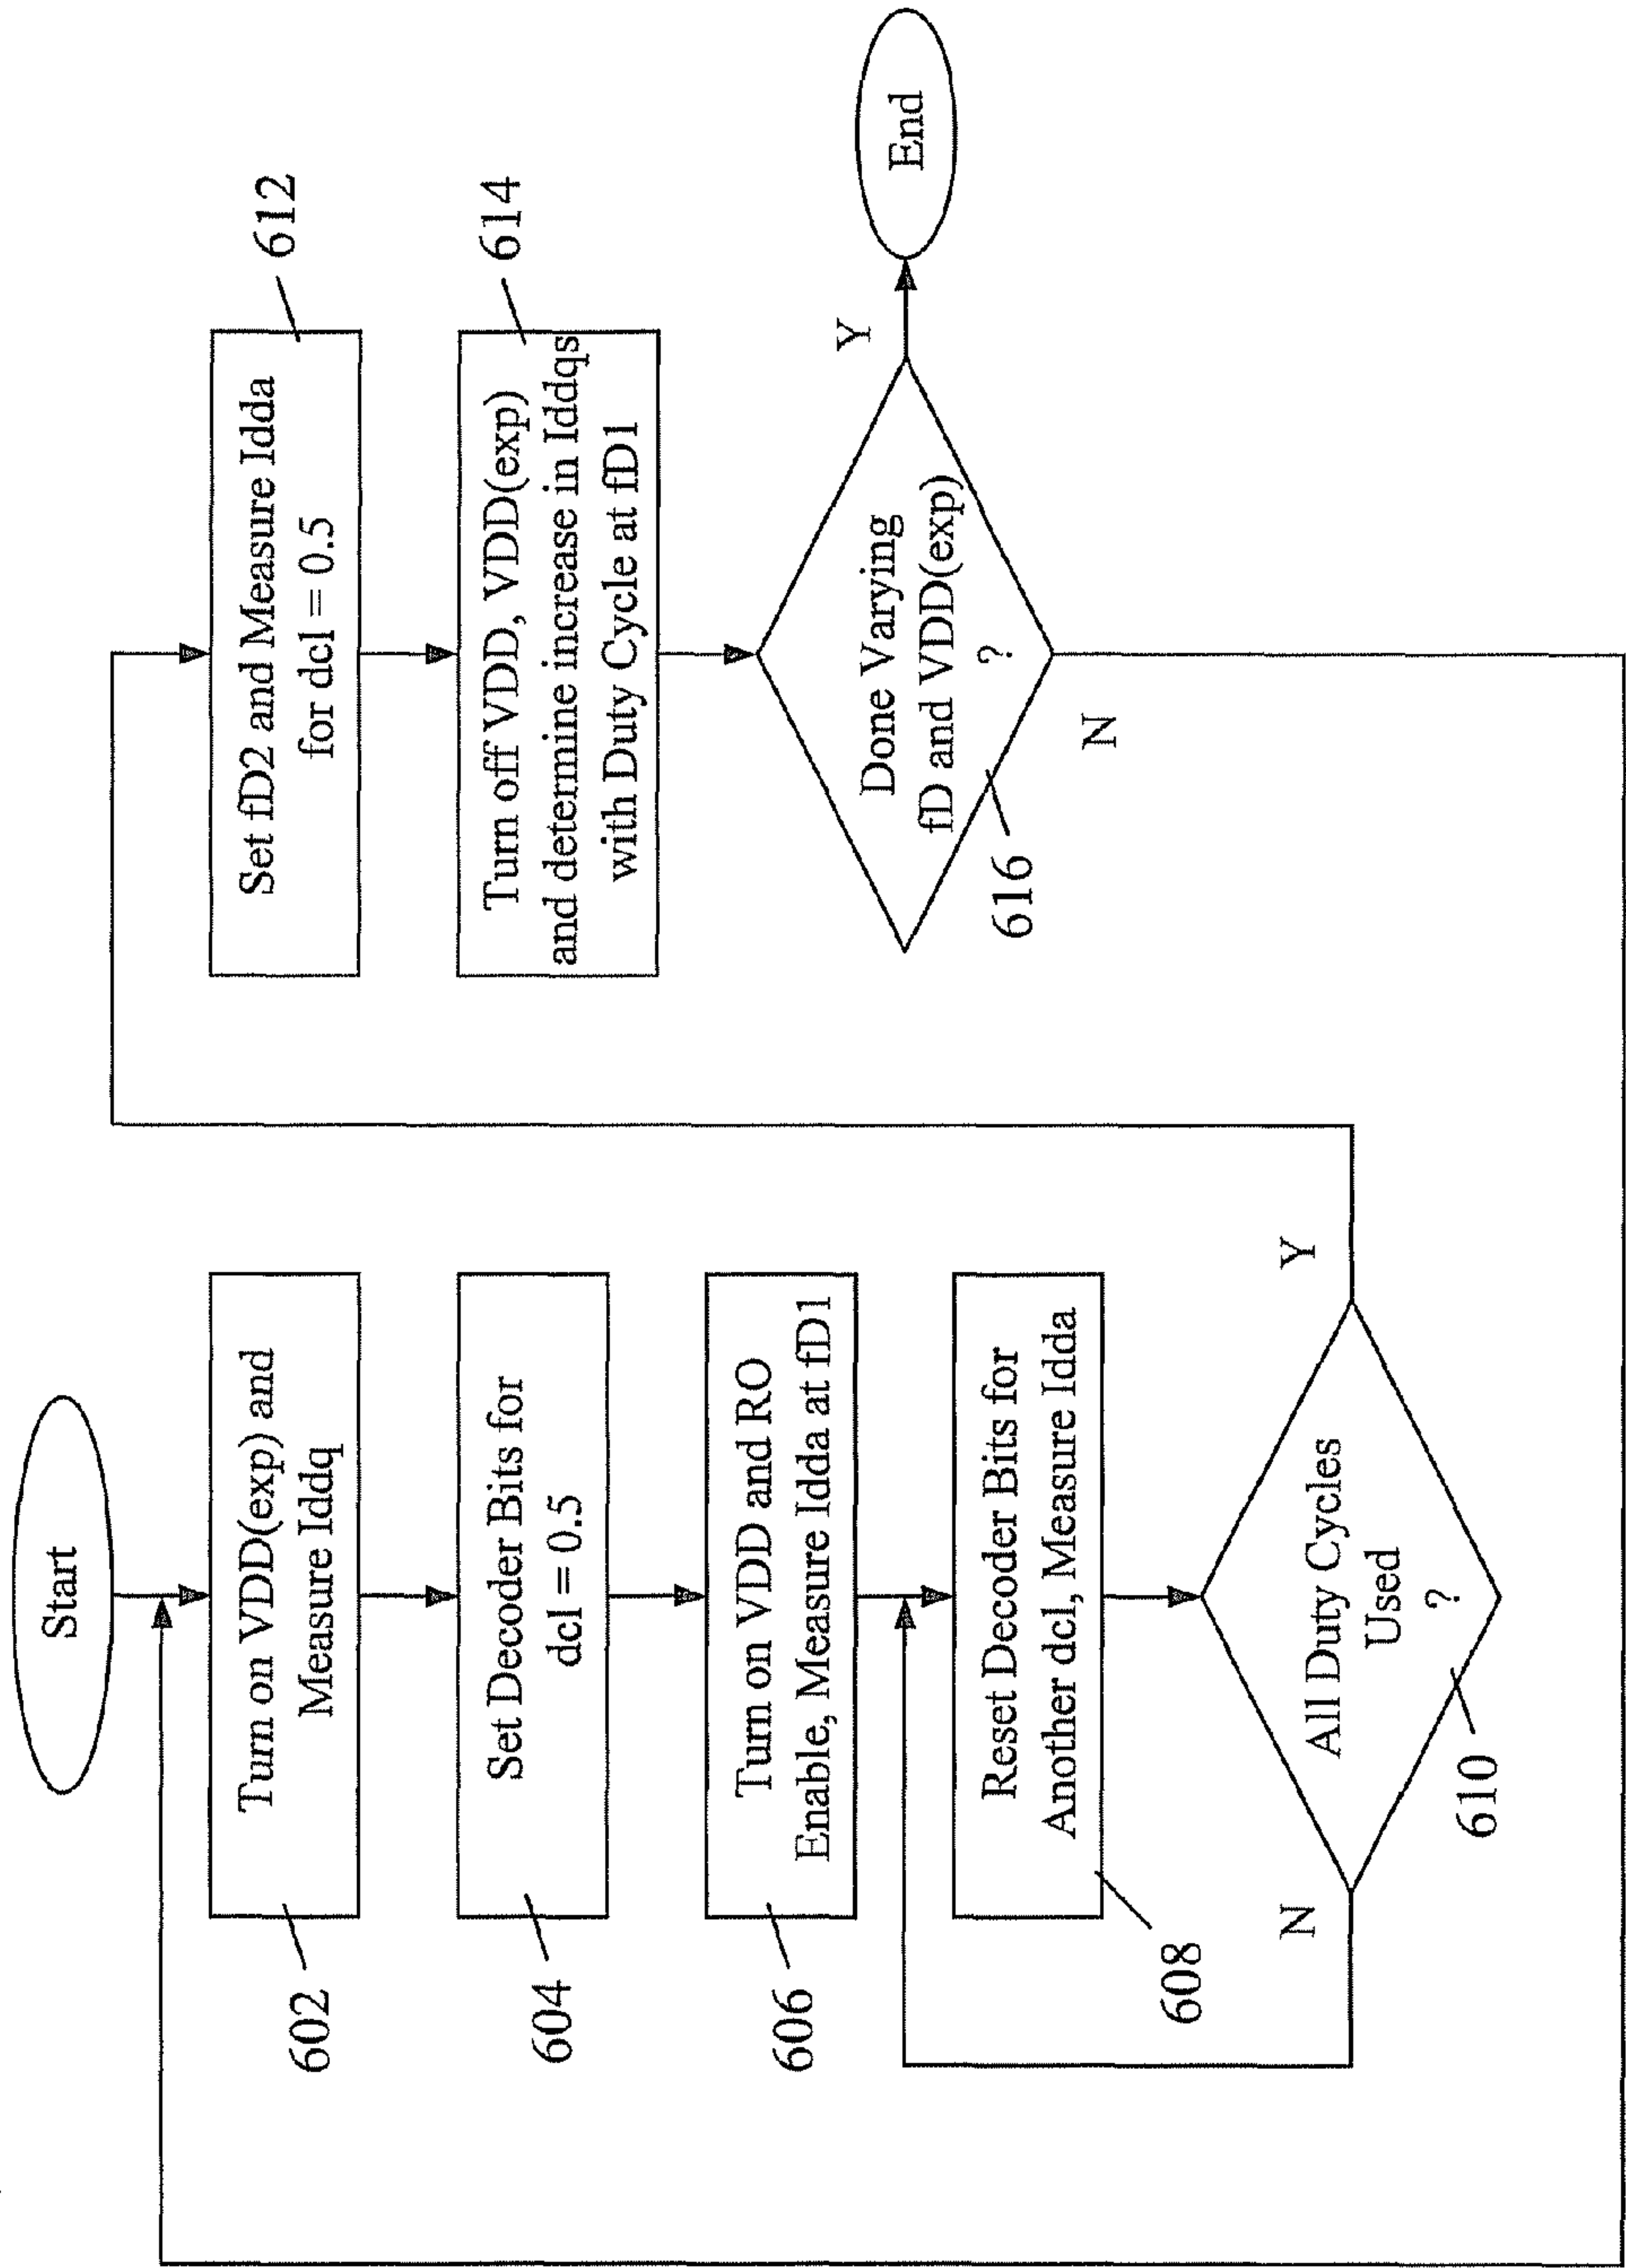 Start
Turn on VDD(exp) and
Measure Iddq
602
Set Decoder Bits for
dcl = 0.5
604
Turn on VDD and RO
Enable, Measure Idda at fD1
606
Reset Decoder Bits for
Another dcl, Measure Idda
608
All Duty Cycles
Used
?
610
N
Y
Set fD2 and Measure Idda
for dcl = 0.5
612
Turn off VDD, VDD(exp)
and determine increase in Iddqs
with Duty Cycle at fD1
614
Done Varying
fD and VDD(exp)
?
616
Y
N
End